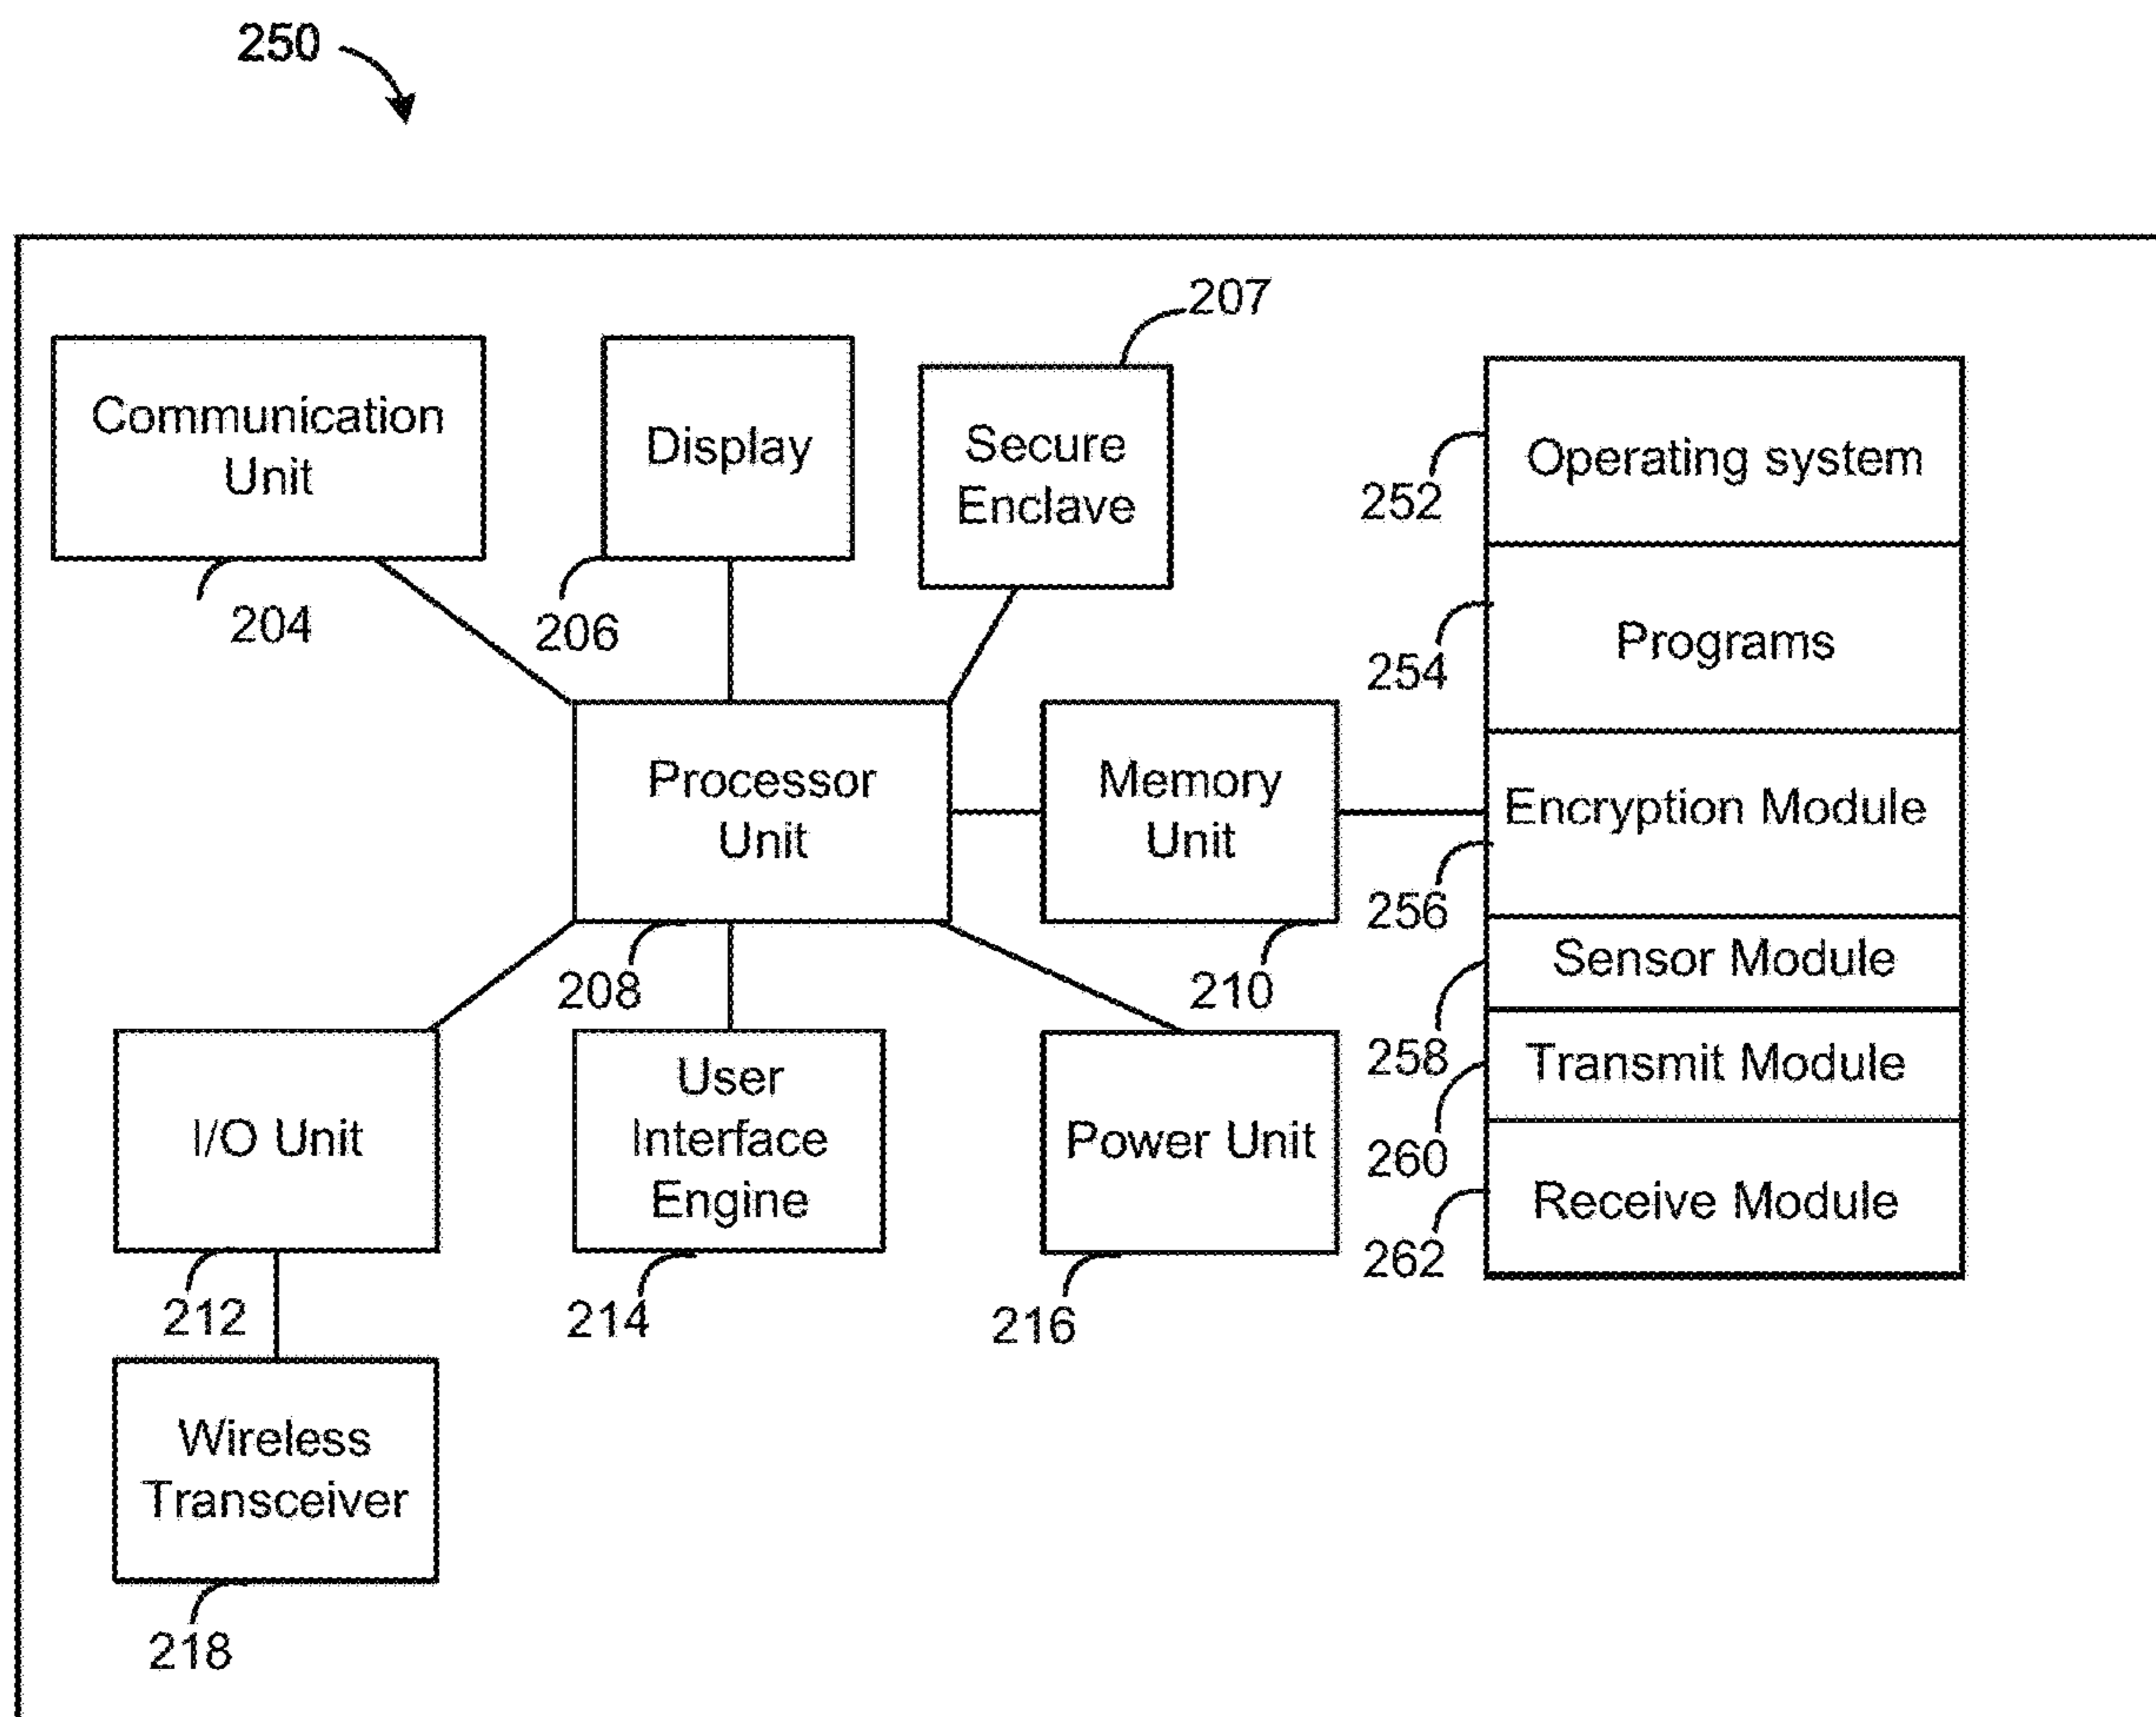 250
207
Communication
Unit
204
Display
206
Secure
Enclave
Processor
Unit
208
Memory
Unit
210
I/O Unit
212
User
Interface
Engine
214
Power Unit
216
Wireless
Transceiver
218
Operating system
252
Programs
254
Encryption Module
256
Sensor Module
258
Transmit Module
260
Receive Module
262